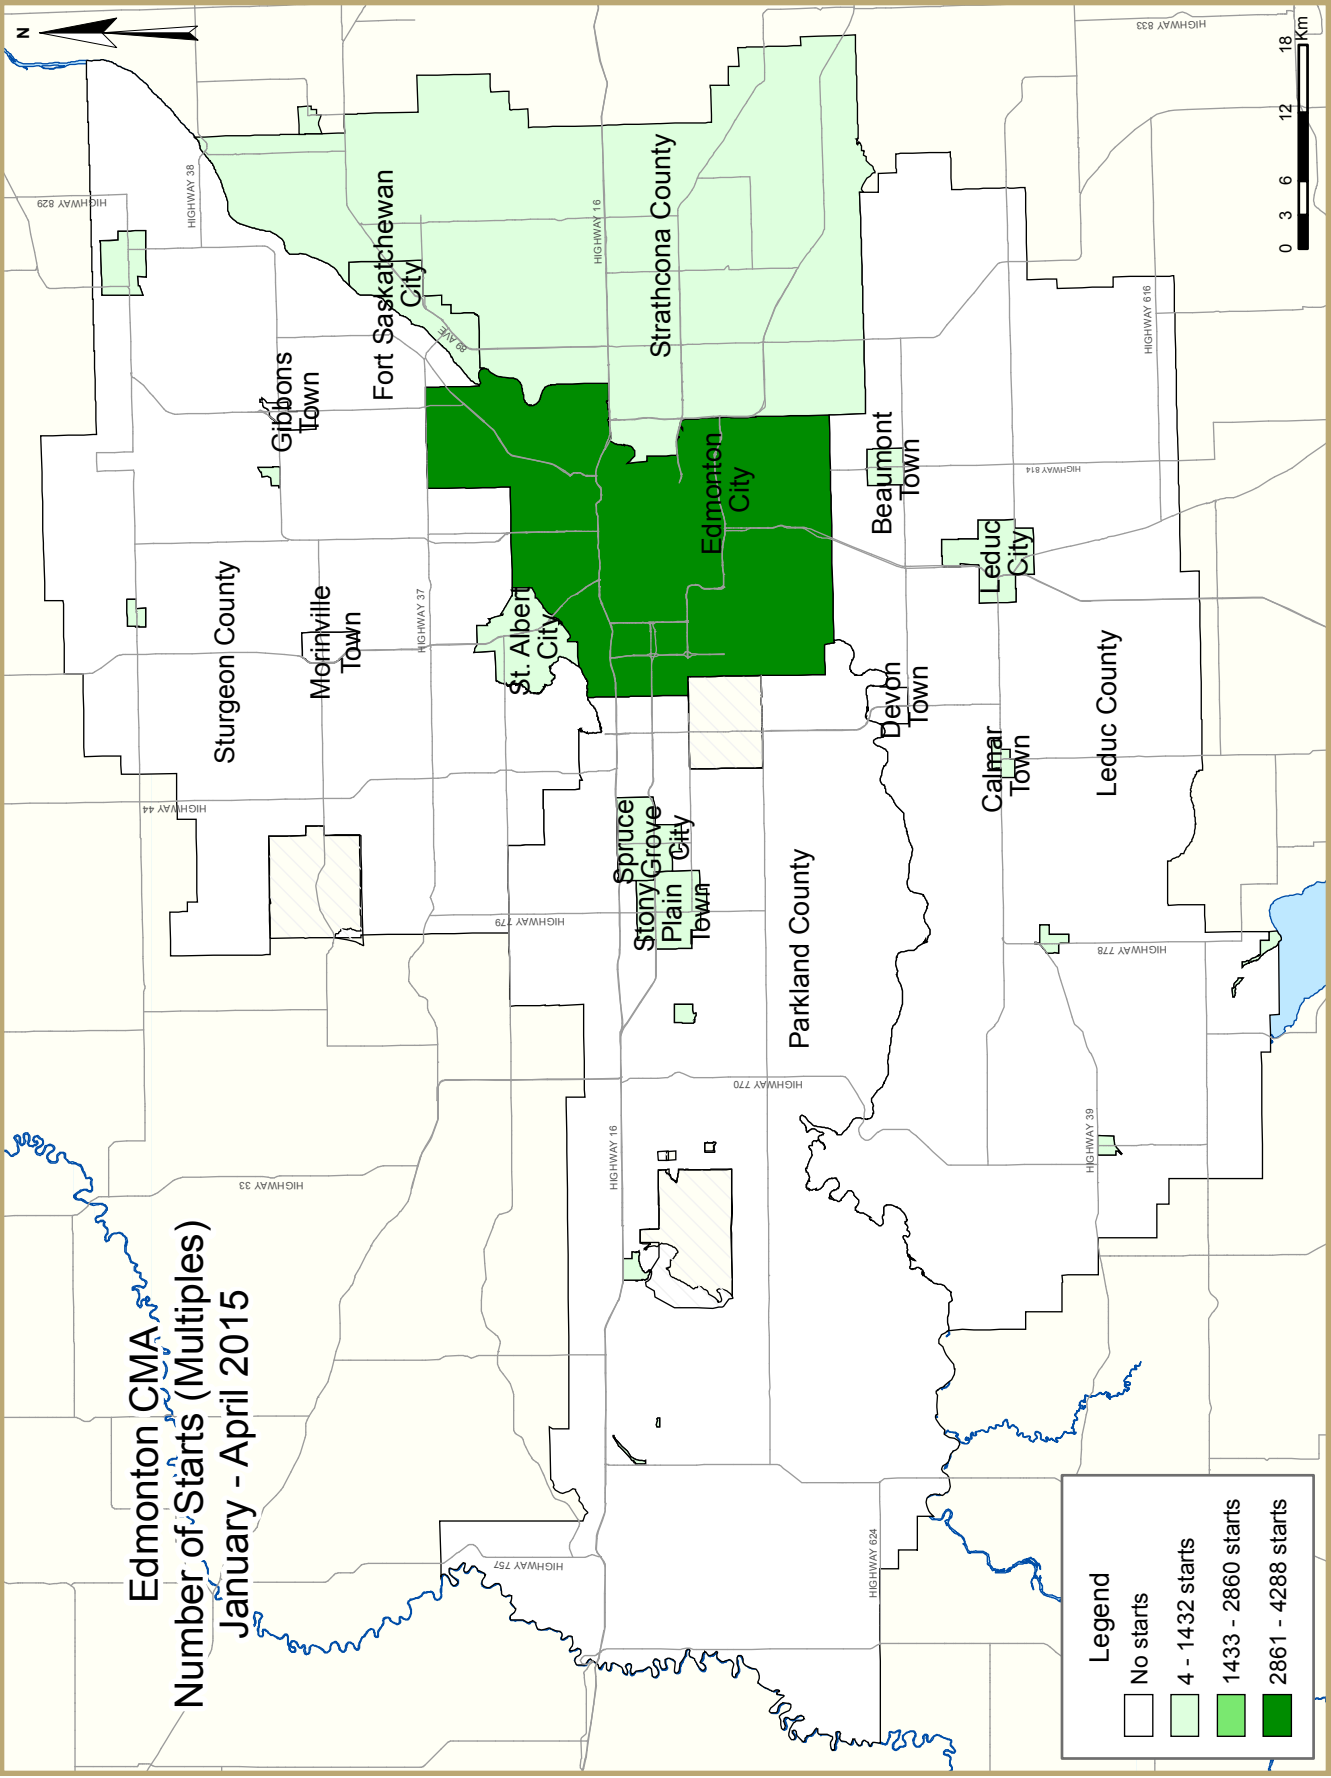 Edmonton CMA
Number of Starts (Multiples)
January - April 2015
N
HIGHWAY 829
HIGHWAY 38
HIGHWAY 833
Gibbons
Town
Fort Saskatchewan
City
89 AVE
Sturgeon County
Morinville
Town
HIGHWAY 37
HIGHWAY 44
HIGHWAY 779
St. Albert
City
HIGHWAY 16
Strathcona County
Edmonton
City
Spruce
Grove
City
Stony
Plain
Town
Parkland County
HIGHWAY 770
HIGHWAY 16
HIGHWAY 33
HIGHWAY 757
HIGHWAY 624
Beaumont
Town
HIGHWAY 814
HIGHWAY 616
Leduc
City
Devon
Town
Calmar
Town
Leduc County
HIGHWAY 778
HIGHWAY 39
0 3 6 12 18
Km
Legend
No starts
4 - 1432 starts
1433 - 2860 starts
2861 - 4288 starts